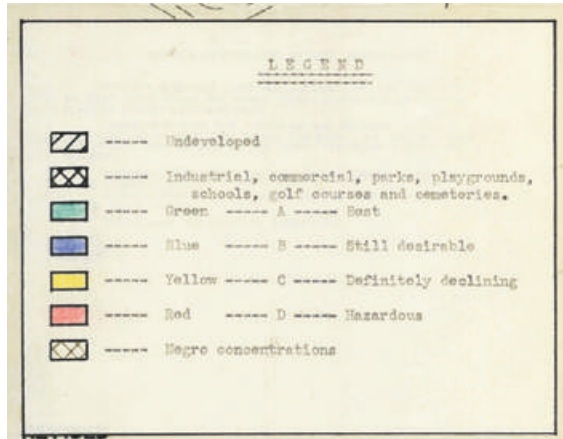 LEGEND
----- Undeveloped
----- Industrial, commercial, parks, playgrounds,
schools, golf courses and cemeteries.
----- Green ----- A ----- Best
----- Blue ----- B ----- Still desirable
----- Yellow ----- C ----- Definitely declining
----- Red ----- D ----- Hazardous
----- Negro concentrations